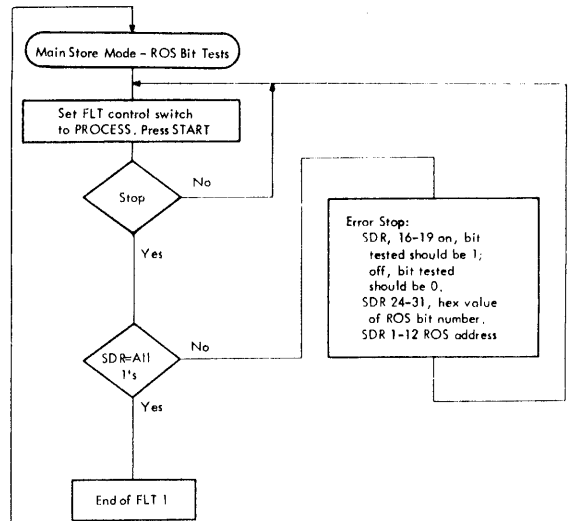 Main Store Mode - ROS Bit Tests
Set FLT control switch
to PROCESS. Press START
Stop
No
Yes
Error Stop:
SDR, 16-19 on, bit
tested should be 1;
off, bit tested
should be 0.
SDR 24-31, hex value
of ROS bit number.
SDR 1-12 ROS address
SDR=All
1's
No
Yes
End of FLT 1